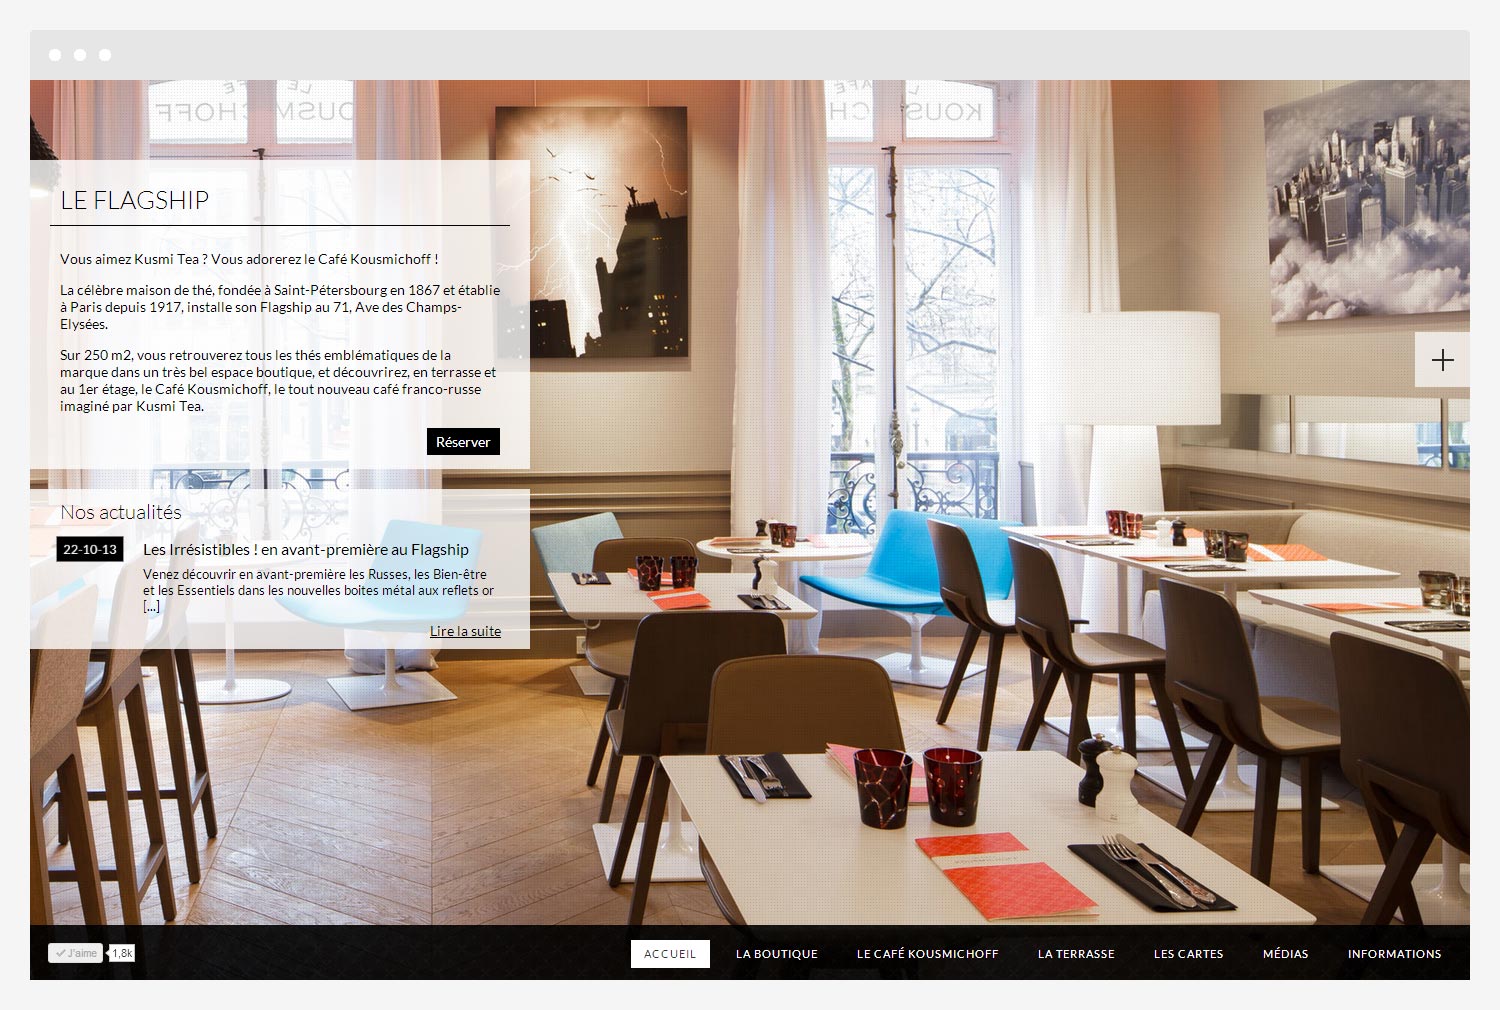 LE
CAFÉ
KOUSMICHOFF
LE
CAFÉ
KOUSMICHOFF
LE FLAGSHIP
Vous aimez Kusmi Tea ? Vous adorerez le Café Kousmichoff !
La célèbre maison de thé, fondée à Saint-Pétersbourg en 1867 et établie
à Paris depuis 1917, installe son Flagship au 71, Ave des Champs-
Elysées.
Sur 250 m2, vous retrouverez tous les thés emblématiques de la
marque dans un très bel espace boutique, et découvrirez, en terrasse et
au 1er étage, le Café Kousmichoff, le tout nouveau café franco-russe
imaginé par Kusmi Tea.
Réserver
Nos actualités
22-10-13
Les Irrésistibles ! en avant-première au Flagship
Venez découvrir en avant-première les Russes, les Bien-être
et les Essentiels dans les nouvelles boites métal aux reflets or
[...]
Lire la suite
J'aime 1,8k
ACCUEIL LA BOUTIQUE LE CAFÉ KOUSMICHOFF LA TERRASSE LES CARTES MÉDIAS INFORMATIONS